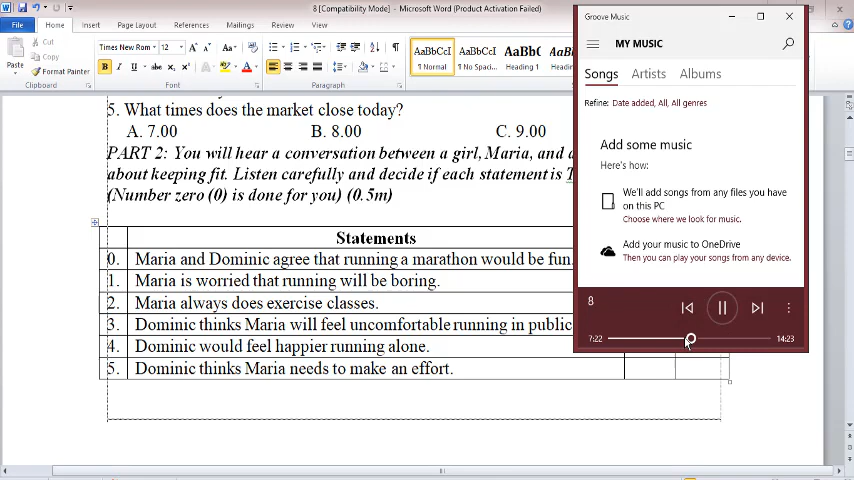 8 [Compatibility Mode] - Microsoft Word (Product Activation Failed)
File Home Insert Page Layout References Mailings Review View
Cut
Copy
Format Painter
Paste
Clipboard
Times New Rom 12
Font
Paragraph
AaBbCcI AaBbCcI AaBbC AaBbCc
¶ Normal ¶ No Spaci... Heading 1
5. What times does the market close today?
A. 7.00 B. 8.00 C. 9.00
PART 2: You will hear a conversation between a girl, Maria, and a
about keeping fit. Listen carefully and decide if each statement is T
(Number zero (0) is done for you) (0.5m)
Statements
0. Maria and Dominic agree that running a marathon would be fun.
1. Maria is worried that running will be boring.
2. Maria always does exercise classes.
3. Dominic thinks Maria will feel uncomfortable running in public
4. Dominic would feel happier running alone.
5. Dominic thinks Maria needs to make an effort.
Groove Music
MY MUSIC
Songs Artists Albums
Refine: Date added, All, All genres
Add some music
Here's how:
We'll add songs from any files you have
on this PC
Choose where we look for music.
Add your music to OneDrive
Then you can play your songs from any device.
8
7:22 14:23